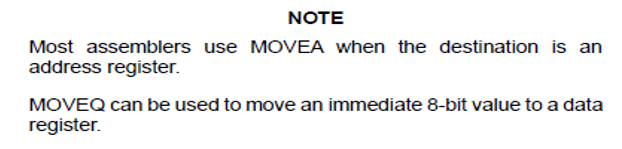 NOTE
Most assemblers use MOVEA when the destination is an
address register.
MOVEQ can be used to move an immediate 8-bit value to a data
register.